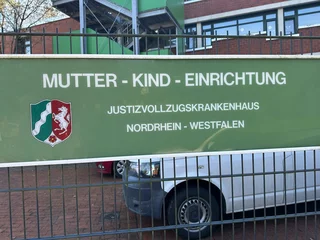 MUTTER - KIND - EINRICHTUNG
JUSTIZVOLLZUGSKRANKENHAUS
NORDRHEIN - WESTFALEN